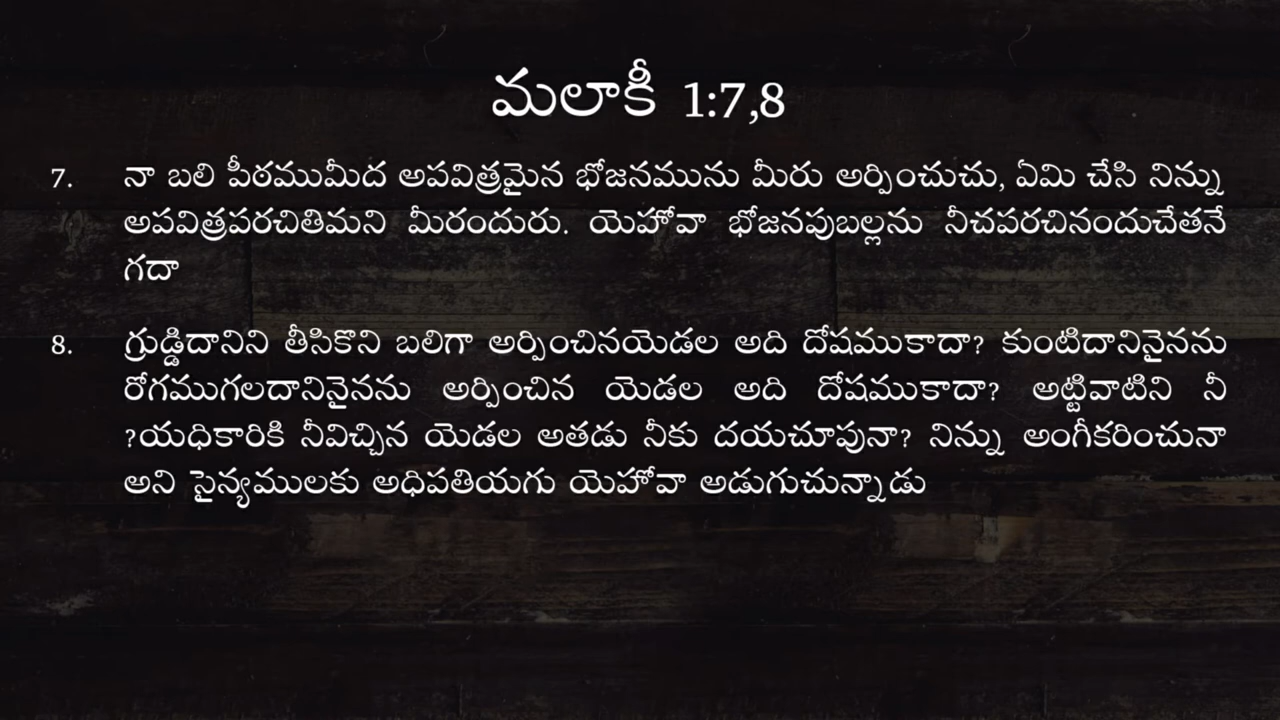 మలాకీ 1:7,8
7. నా బలి పీఠముమీద అపవిత్రమైన భోజనమును మీరు అర్పించుచు, ఏమి చేసి నిన్ను
అపవిత్రపరచితిమని మీరందురు. యెహోవా భోజనపుబల్లను నీచపరచినందుచేతనే
గదా
8. గ్రుడ్డిదానిని తీసికొని బలిగా అర్పించినయెడల అది దోషముకాదా? కుంటిదానినైనను
రోగముగలదానినైనను అర్పించిన యెడల అది దోషముకాదా? అట్టివాటిని నీ
?యధికారికి నీవిచ్చిన యెడల అతడు నీకు దయచూపునా? నిన్ను అంగీకరించునా
అని సైన్యములకు అధిపతియగు యెహోవా అడుగుచున్నాడు